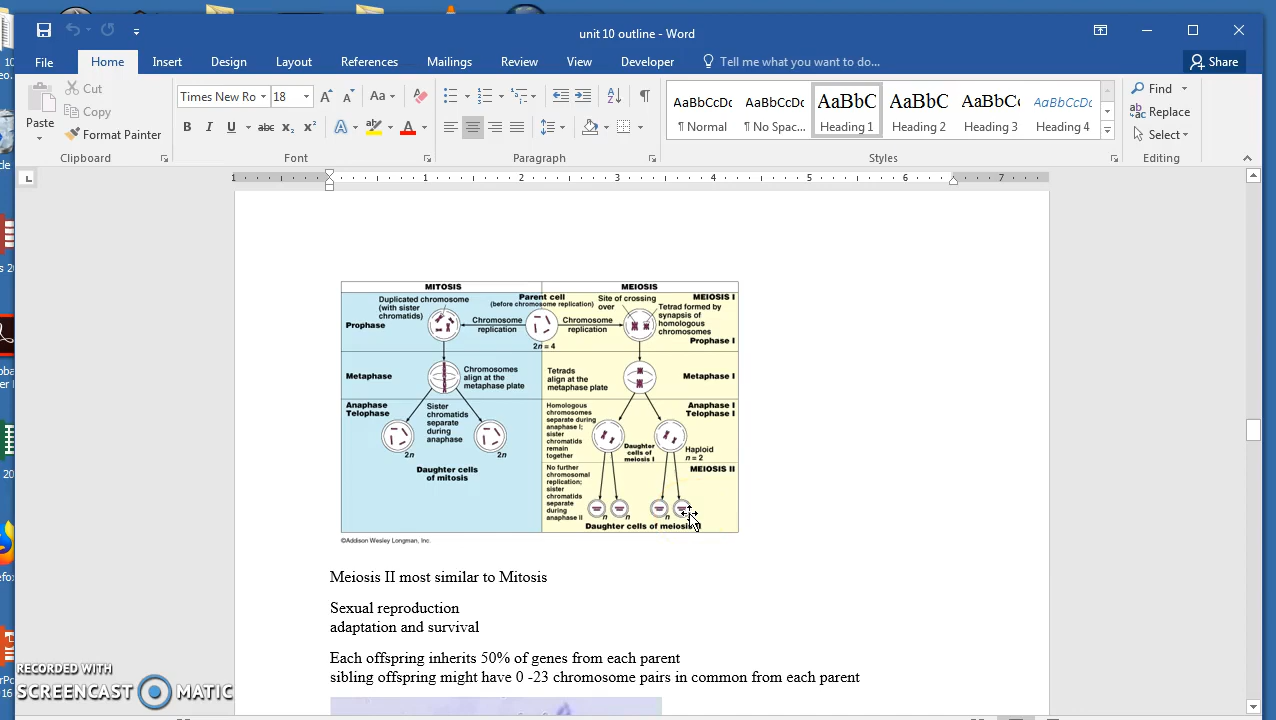 unit 10 outline - Word
File Home Insert Design Layout References Mailings Review View Developer Tell me what you want to do... Share
Paste
Cut
Copy
Format Painter
Clipboard
Times New Ro 18
Font
Paragraph
AaBbCcDc AaBbCcDc AaBbC AaBbC AaBbCc AaBbCcDc
¶ Normal ¶ No Spac... Heading 1 Heading 2 Heading 3 Heading 4
Styles
Find
Replace
Select
Editing
1 1 2 3 4 5 6 7
MITOSIS
MEIOSIS
Duplicated chromosome
(with sister
chromatids)
Prophase
Chromosome
replication
Parent cell
(before chromosome replication)
2n = 4
Chromosome
replication
Site of crossing
over
MEIOSIS I
Tetrad formed by
synapsis of
homologous
chromosomes
Prophase I
Metaphase
Chromosomes
align at the
metaphase plate
Tetrads
align at the
metaphase plate
Metaphase I
Anaphase
Telophase
Sister
chromatids
separate
during
anaphase
2n
2n
Daughter cells
of mitosis
Homologous
chromosomes
separate during
anaphase I;
sister
chromatids
remain
together
Daughter
cells of
meiosis I
Anaphase I
Telophase I
Haploid
n = 2
MEIOSIS II
No further
chromosomal
replication;
sister
chromatids
separate
during
anaphase II
n n n
Daughter cells of meiosis II
©Addison Wesley Longman, Inc.
Meiosis II most similar to Mitosis
Sexual reproduction
adaptation and survival
Each offspring inherits 50% of genes from each parent
sibling offspring might have 0 -23 chromosome pairs in common from each parent
RECORDED WITH
SCREENCAST MATIC